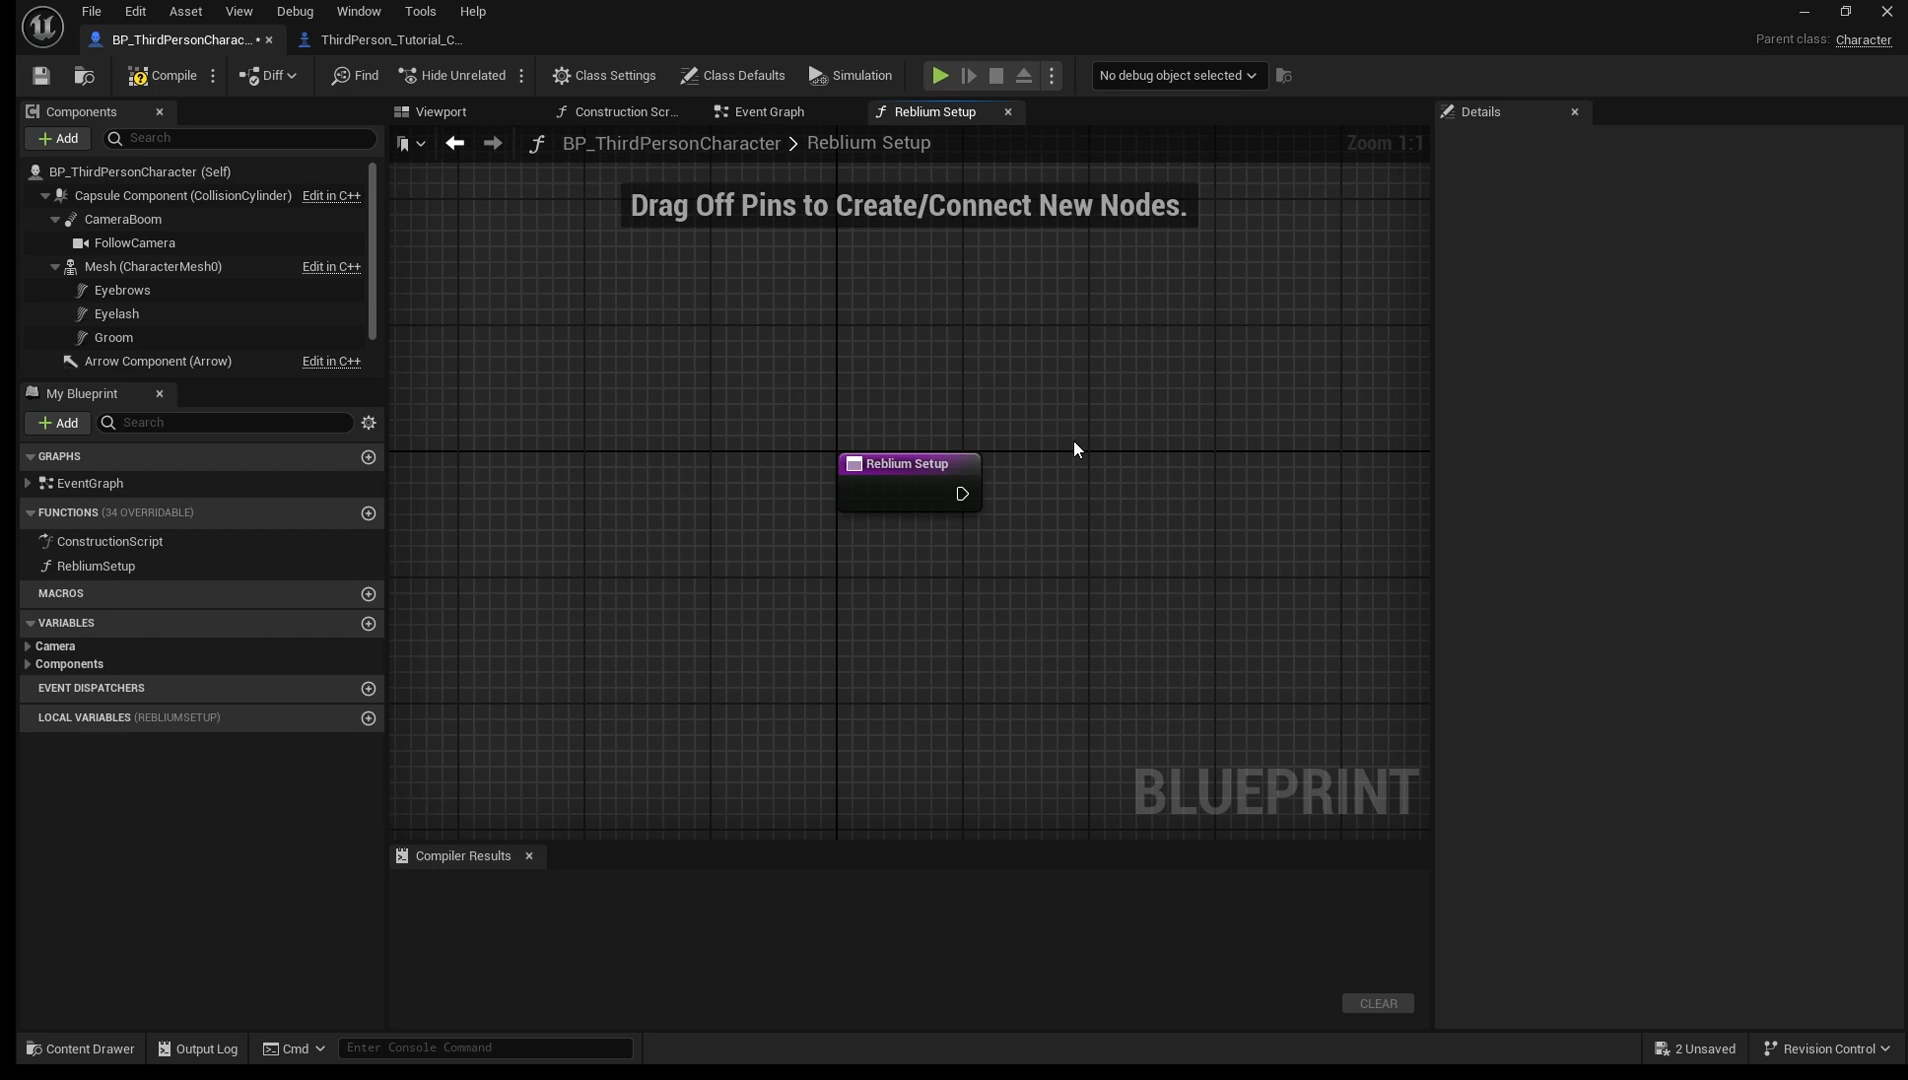 File Edit Asset View Debug Window Tools Help
BP_ThirdPersonCharac... • ThirdPerson_Tutorial_C...
Parent class: Character
Compile Diff Find Hide Unrelated Class Settings Class Defaults Simulation No debug object selected
Components Viewport Construction Scr... Event Graph Reblium Setup Details
Add Search
BP_ThirdPersonCharacter > Reblium Setup Zoom 1:1
BP_ThirdPersonCharacter (Self)
Capsule Component (CollisionCylinder) Edit in C++
Drag Off Pins to Create/Connect New Nodes.
CameraBoom
FollowCamera
Mesh (CharacterMesh0) Edit in C++
Eyebrows
Eyelash
Groom
Arrow Component (Arrow) Edit in C++
My Blueprint
Add Search
GRAPHS
EventGraph
Reblium Setup
FUNCTIONS (34 OVERRIDABLE)
ConstructionScript
RebliumSetup
MACROS
VARIABLES
Camera
Components
EVENT DISPATCHERS
LOCAL VARIABLES (REBLIUMSETUP)
BLUEPRINT
Compiler Results
CLEAR
Content Drawer Output Log Cmd Enter Console Command 2 Unsaved Revision Control